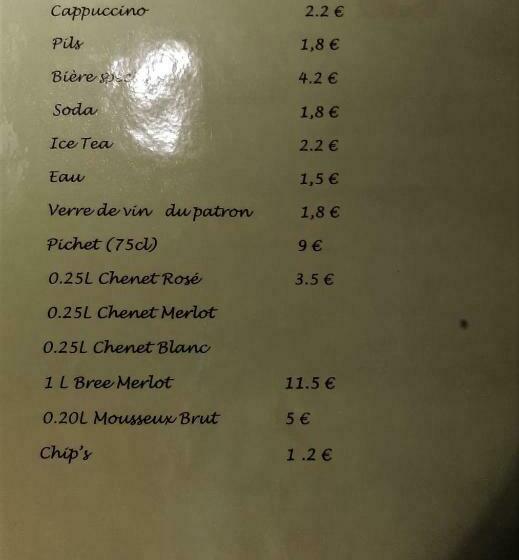 Cappuccino 2.2 €
Pils 1,8 €
Bière 4.2 €
Soda 1,8 €
Ice Tea 2.2 €
Eau 1,5 €
Verre de vin du patron 1,8 €
Pichet (75cl) 9 €
0.25L Chenet Rosé 3.5 €
0.25L Chenet Merlot
0.25L Chenet Blanc
1 L Bree Merlot 11.5 €
0.20L Mousseux Brut 5 €
Chip's 1 .2 €